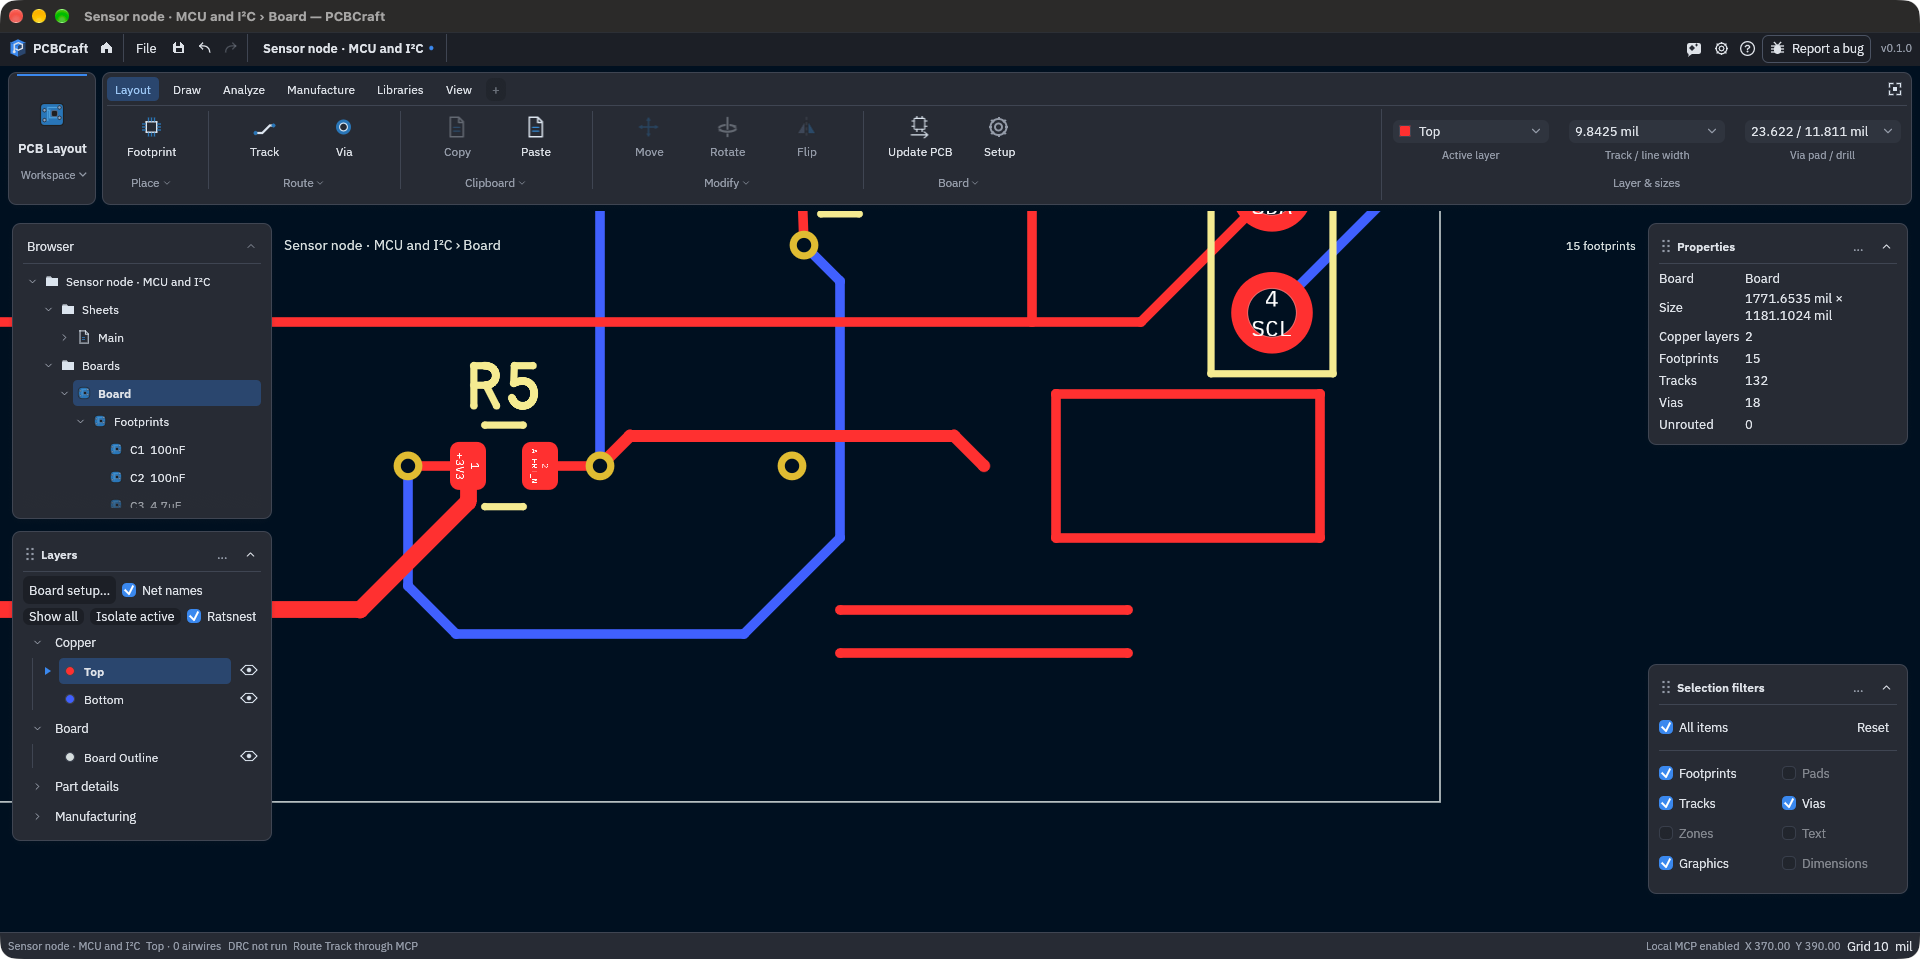 Sensor node · MCU and I²C › Board — PCBCraft
PCBCraft
File
Sensor node · MCU and I²C •
Report a bug
v0.1.0
PCB Layout
Workspace
Layout
Draw
Analyze
Manufacture
Libraries
View
+
Footprint
Track
Via
Copy
Paste
Move
Rotate
Flip
Update PCB
Setup
Place
Route
Clipboard
Modify
Board
Top
9.8425 mil
23.622 / 11.811 mil
Active layer
Track / line width
Via pad / drill
Layer & sizes
Browser
Sensor node · MCU and I²C
Sheets
Main
Boards
Board
Footprints
C1 100nF
C2 100nF
C3 4.7uF
Sensor node · MCU and I²C › Board
15 footprints
SDA
4
SCL
R5
1
+3V3
2
Layers
...
Board setup...
Net names
Show all
Isolate active
Ratsnest
Copper
Top
Bottom
Board
Board Outline
Part details
Manufacturing
Properties
...
Board Board
Size 1771.6535 mil ×
1181.1024 mil
Copper layers 2
Footprints 15
Tracks 132
Vias 18
Unrouted 0
Selection filters
...
All items
Reset
Footprints
Pads
Tracks
Vias
Zones
Text
Graphics
Dimensions
Sensor node · MCU and I²C Top · 0 airwires DRC not run Route Track through MCP
Local MCP enabled X 370.00 Y 390.00 Grid 10 mil